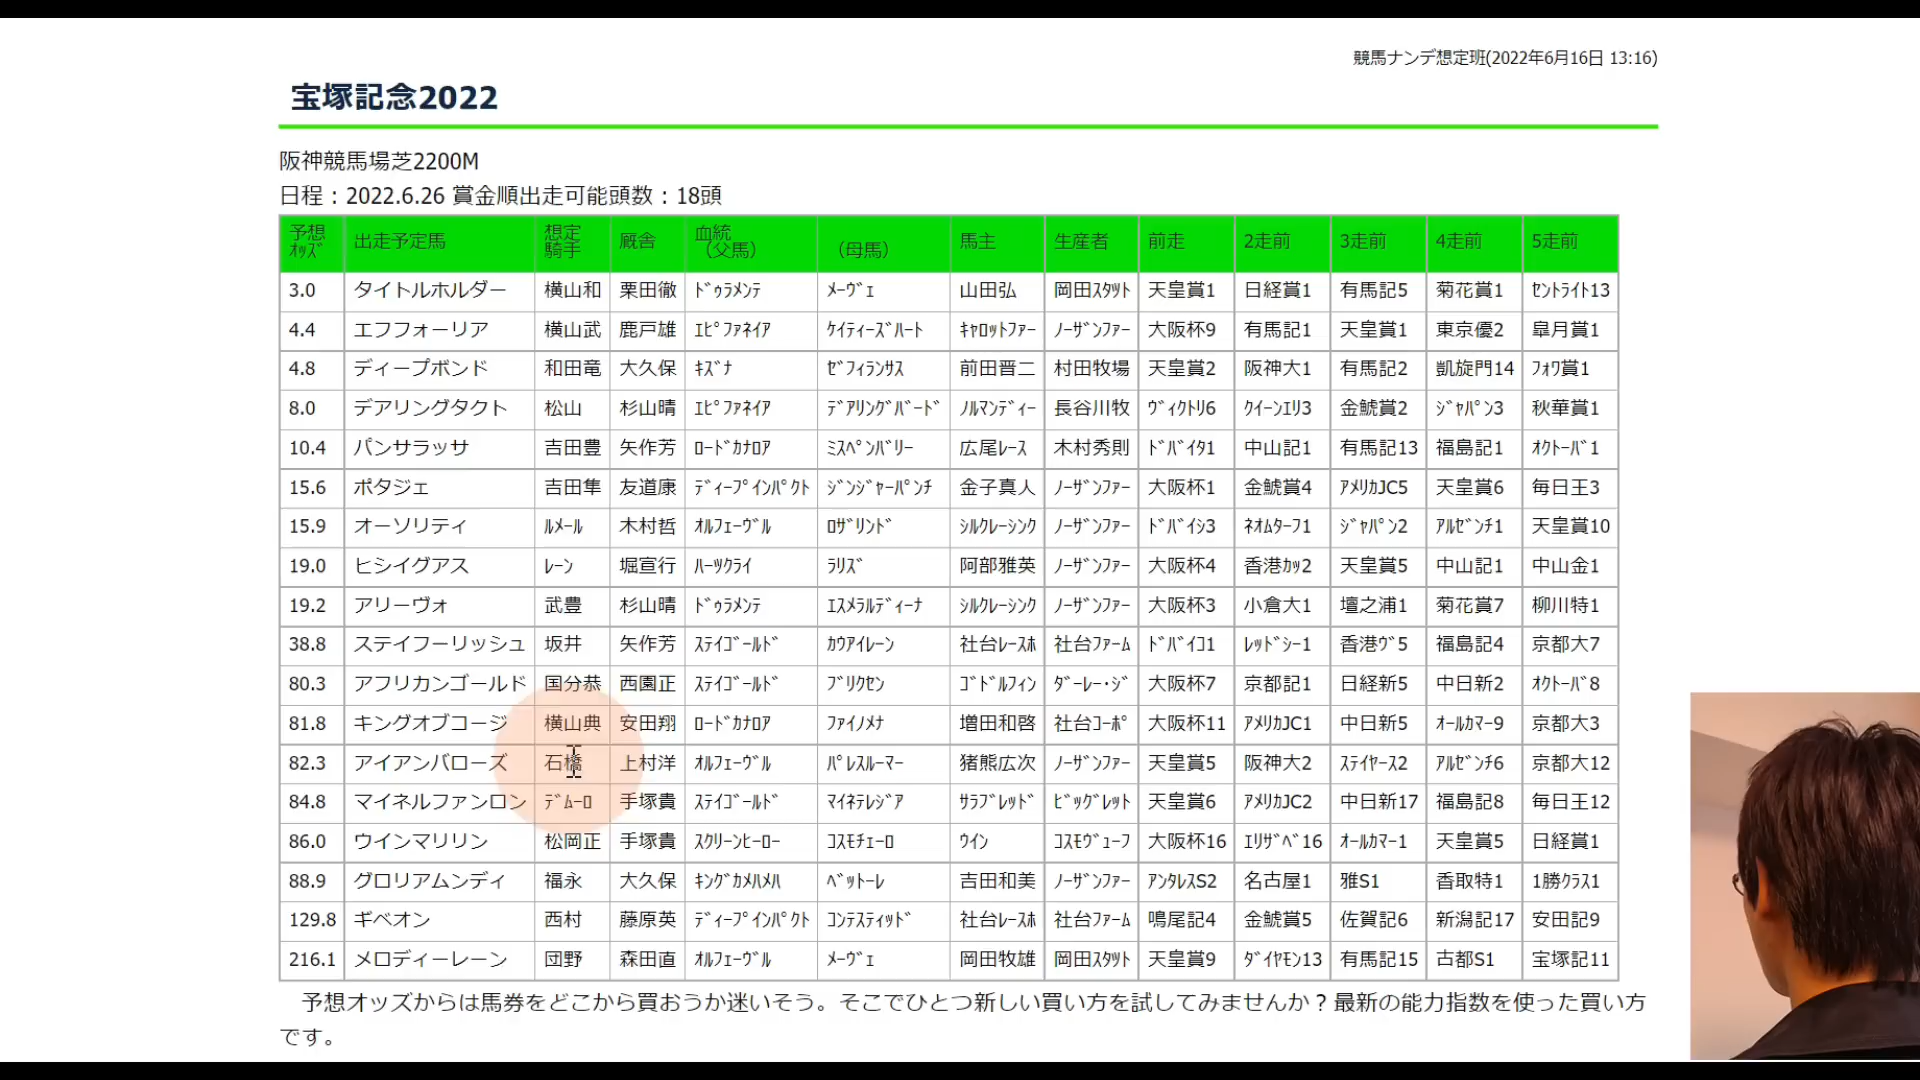 競馬ナンデ想定班(2022年6月16日 13:16)
宝塚記念2022
阪神競馬場芝2200M
日程：2022.6.26 賞金順出走可能頭数：18頭
予想ｵｯｽﾞ 出走予定馬 想定騎手 厩舎 血統（父馬） （母馬） 馬主 生産者 前走 2走前 3走前 4走前 5走前
3.0 タイトルホルダー 横山和 栗田徹 ﾄﾞｩﾗﾒﾝﾃ ﾒｰｳﾞｪ 山田弘 岡田ｽﾀｯﾄ 天皇賞1 日経賞1 有馬記5 菊花賞1 ｾﾝﾄﾗｲﾄ13
4.4 エフフォーリア 横山武 鹿戸雄 ｴﾋﾟﾌｧﾈｲｱ ｹｲﾃｨｰｽﾞﾊｰﾄ ｷｬﾛｯﾄﾌｧｰ ﾉｰｻﾞﾝﾌｧｰ 大阪杯9 有馬記1 天皇賞1 東京優2 皐月賞1
4.8 ディープボンド 和田竜 大久保 ｷｽﾞﾅ ｾﾞﾌｨﾗﾝｻｽ 前田晋二 村田牧場 天皇賞2 阪神大1 有馬記2 凱旋門14 ﾌｫﾜ賞1
8.0 デアリングタクト 松山 杉山晴 ｴﾋﾟﾌｧﾈｲｱ ﾃﾞｱﾘﾝｸﾞﾊﾞｰﾄﾞ ﾉﾙﾏﾝﾃﾞｨｰ 長谷川牧 ヴｨｸﾄﾘ6 ｸｲｰﾝｴﾘ3 金鯱賞2 ｼﾞｬﾊﾟﾝ3 秋華賞1
10.4 パンサラッサ 吉田豊 矢作芳 ﾛｰﾄﾞｶﾅﾛｱ ﾐｽﾍﾟﾝﾊﾞﾘｰ 広尾ﾚｰｽ 木村秀則 ﾄﾞﾊﾞｲﾀ1 中山記1 有馬記13 福島記1 ｵｸﾄｰﾊﾞ1
15.6 ポタジェ 吉田隼 友道康 ﾃﾞｨｰﾌﾟｲﾝﾊﾟｸﾄ ｼﾞﾝｼﾞｬｰﾊﾟﾝﾁ 金子真人 ﾉｰｻﾞﾝﾌｧｰ 大阪杯1 金鯱賞4 ｱﾒﾘｶJC5 天皇賞6 毎日王3
15.9 オーソリティ ﾙﾒｰﾙ 木村哲 ｵﾙﾌｪｰｳﾞﾙ ﾛｻﾞﾘﾝﾄﾞ ｼﾙｸﾚｰｼﾝｸ ﾉｰｻﾞﾝﾌｧｰ ﾄﾞﾊﾞｲｼ3 ﾈｵﾑﾀｰﾌ1 ｼﾞｬﾊﾟﾝ2 ｱﾙｾﾞﾝﾁ1 天皇賞10
19.0 ヒシイグアス ﾚｰﾝ 堀宣行 ﾊｰﾂｸﾗｲ ﾗﾘｽﾞ 阿部雅英 ﾉｰｻﾞﾝﾌｧｰ 大阪杯4 香港ｶｯ2 天皇賞5 中山記1 中山金1
19.2 アリーヴォ 武豊 杉山晴 ﾄﾞｩﾗﾒﾝﾃ ｴｽﾒﾗﾙﾃﾞｨｰﾅ ｼﾙｸﾚｰｼﾝｸ ﾉｰｻﾞﾝﾌｧｰ 大阪杯3 小倉大1 壇之浦1 菊花賞7 柳川特1
38.8 ステイフーリッシュ 坂井 矢作芳 ｽﾃｲｺﾞｰﾙﾄﾞ ｶｳｱｲﾚｰﾝ 社台ﾚｰｽﾎ 社台ﾌｧｰﾑ ﾄﾞﾊﾞｲｺ1 ﾚｯﾄﾞｼｰ1 香港ｳﾞ5 福島記4 京都大7
80.3 アフリカンゴールド 国分恭 西園正 ｽﾃｲｺﾞｰﾙﾄﾞ ﾌﾞﾘｸｾﾝ ｺﾞﾄﾞﾙﾌｨﾝ ﾀﾞｰﾚｰ･ｼﾞ 大阪杯7 京都記1 日経新5 中日新2 ｵｸﾄｰﾊﾞ8
81.8 キングオブコージ 横山典 安田翔 ﾛｰﾄﾞｶﾅﾛｱ ﾌｧｲﾉﾒﾅ 増田和啓 社台ｺｰﾎﾟ 大阪杯11 ｱﾒﾘｶJC1 中日新5 ｵｰﾙｶﾏｰ9 京都大3
82.3 アイアンバローズ 石橋 上村洋 ｵﾙﾌｪｰｳﾞﾙ ﾊﾟﾚｽﾙｰﾏｰ 猪熊広次 ﾉｰｻﾞﾝﾌｧｰ 天皇賞5 阪神大2 ｽﾃｲﾔｰｽ2 ｱﾙｾﾞﾝﾁ6 京都大12
84.8 マイネルファンロン ﾃﾞﾑｰﾛ 手塚貴 ｽﾃｲｺﾞｰﾙﾄﾞ ﾏｲﾈﾃﾚｼﾞｱ ｻﾗﾌﾞﾚｯﾄﾞ ﾋﾞｯｸﾞﾚｯﾄ 天皇賞6 ｱﾒﾘｶJC2 中日新17 福島記8 毎日王12
86.0 ウインマリリン 松岡正 手塚貴 ｽｸﾘｰﾝﾋｰﾛｰ ｺｽﾓﾁｪｰﾛ ｳｲﾝ ｺｽﾓヴｭｰﾌ 大阪杯16 ｴﾘｻﾞﾍﾞ16 ｵｰﾙｶﾏｰ1 天皇賞5 日経賞1
88.9 グロリアムンディ 福永 大久保 ｷﾝｸﾞｶﾒﾊﾒﾊ ﾍﾞｯﾄｰﾚ 吉田和美 ﾉｰｻﾞﾝﾌｧｰ ｱﾝﾀﾚｽS2 名古屋1 雅S1 香取特1 1勝ｸﾗｽ1
129.8 ギベオン 西村 藤原英 ﾃﾞｨｰﾌﾟｲﾝﾊﾟｸﾄ ｺﾝﾃｽﾃｨｯﾄﾞ 社台ﾚｰｽﾎ 社台ﾌｧｰﾑ 鳴尾記4 金鯱賞5 佐賀記6 新潟記17 安田記9
216.1 メロディーレーン 団野 森田直 ｵﾙﾌｪｰｳﾞﾙ ﾒｰｳﾞｪ 岡田牧雄 岡田ｽﾀｯﾄ 天皇賞9 ﾀﾞｲﾔﾓﾝ13 有馬記15 古都S1 宝塚記11
予想オッズからは馬券をどこから買おうか迷いそう。そこでひとつ新しい買い方を試してみませんか？最新の能力指数を使った買い方
です。